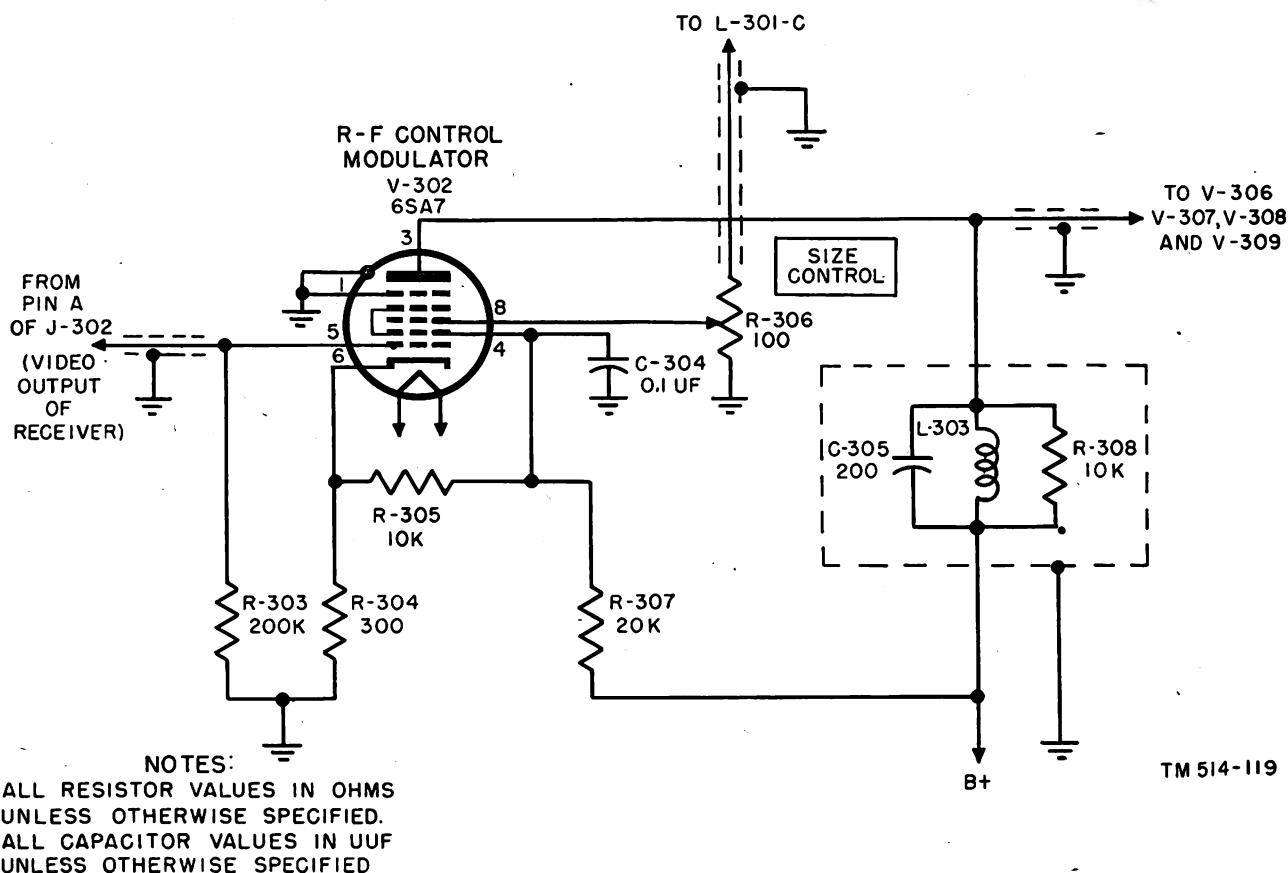 TO L-301-C
R-F CONTROL
MODULATOR
V-302
6SA7
3
1
8
5
4
6
FROM
PIN A
OF J-302
(VIDEO
OUTPUT
OF
RECEIVER)
SIZE
CONTROL
TO V-306
V-307, V-308
AND V-309
R-306
100
C-304
0.1 UF
L-303
C-305
200
R-308
10K
R-305
10K
R-303
200K
R-304
300
R-307
20K
B+
TM 514-119
NOTES:
ALL RESISTOR VALUES IN OHMS
UNLESS OTHERWISE SPECIFIED.
ALL CAPACITOR VALUES IN UUF
UNLESS OTHERWISE SPECIFIED